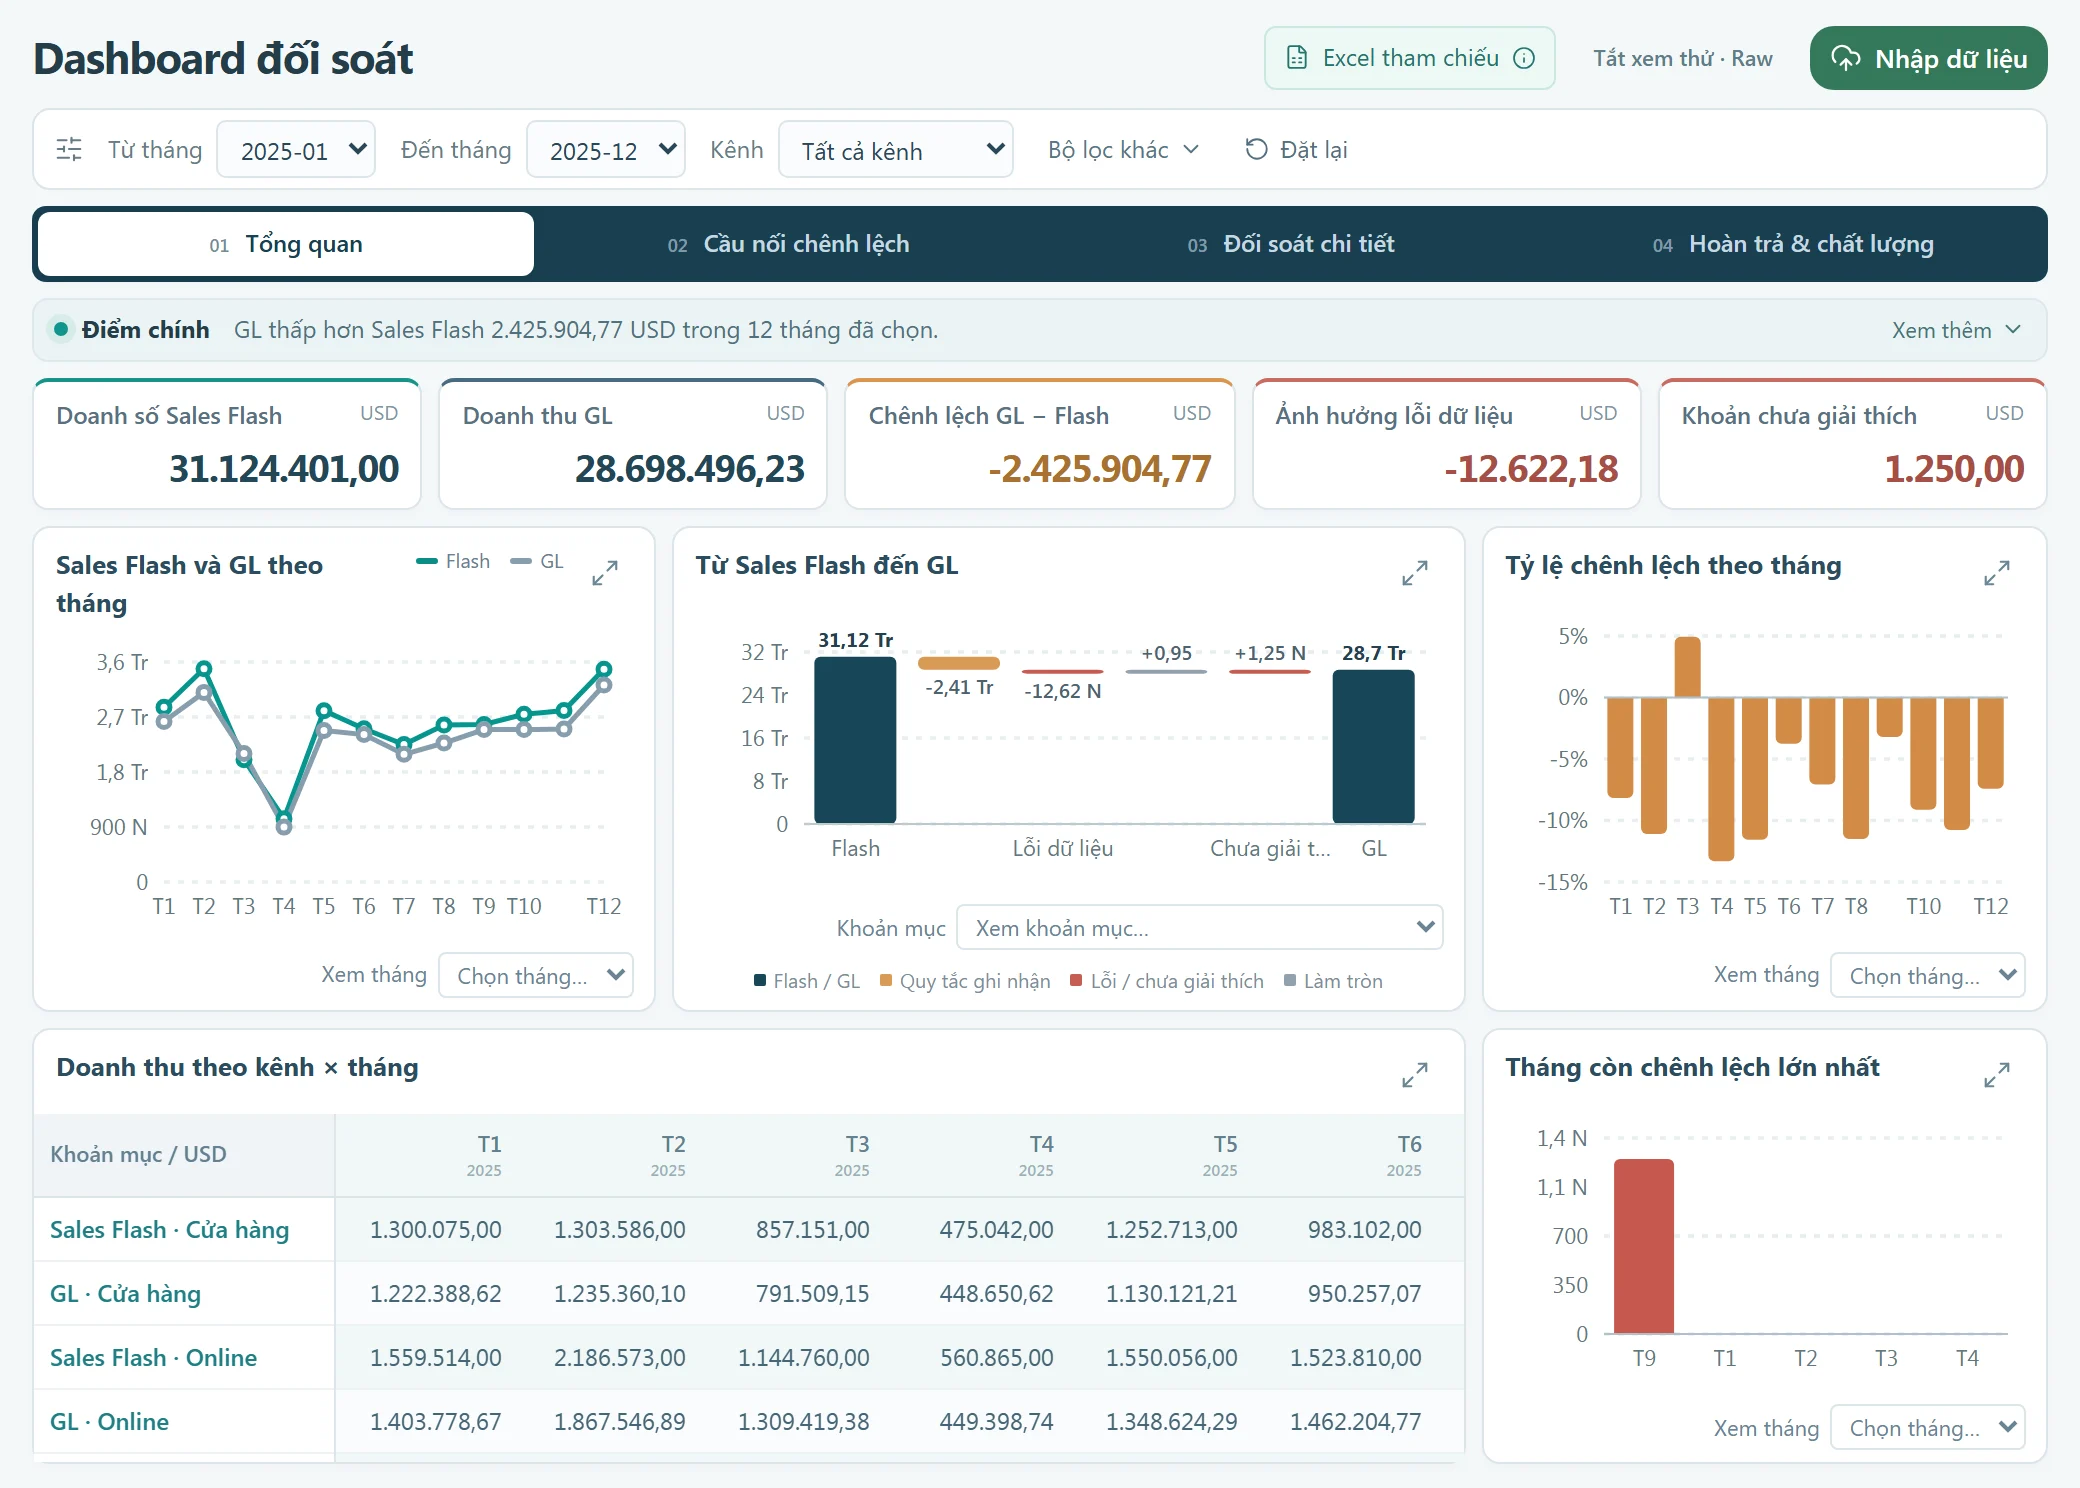 Dashboard đối soát
Excel tham chiếu
Tắt xem thử · Raw
Nhập dữ liệu
Từ tháng 2025-01 Đến tháng 2025-12 Kênh Tất cả kênh Bộ lọc khác Đặt lại
01 Tổng quan
02 Cầu nối chênh lệch
03 Đối soát chi tiết
04 Hoàn trả & chất lượng
Điểm chính GL thấp hơn Sales Flash 2.425.904,77 USD trong 12 tháng đã chọn. Xem thêm
Doanh số Sales Flash USD
31.124.401,00
Doanh thu GL USD
28.698.496,23
Chênh lệch GL − Flash USD
-2.425.904,77
Ảnh hưởng lỗi dữ liệu USD
-12.622,18
Khoản chưa giải thích USD
1.250,00
Sales Flash và GL theo
tháng
Flash GL
3,6 Tr
2,7 Tr
1,8 Tr
900 N
0
T1 T2 T3 T4 T5 T6 T7 T8 T9 T10 T12
Xem tháng Chọn tháng...
Từ Sales Flash đến GL
32 Tr
24 Tr
16 Tr
8 Tr
0
31,12 Tr
-2,41 Tr
-12,62 N
+0,95
+1,25 N
28,7 Tr
Flash Lỗi dữ liệu Chưa giải t... GL
Khoản mục Xem khoản mục...
Flash / GL Quy tắc ghi nhận Lỗi / chưa giải thích Làm tròn
Tỷ lệ chênh lệch theo tháng
5%
0%
-5%
-10%
-15%
T1 T2 T3 T4 T5 T6 T7 T8 T10 T12
Xem tháng Chọn tháng...
Doanh thu theo kênh × tháng
Khoản mục / USD T1 T2 T3 T4 T5 T6
2025 2025 2025 2025 2025 2025
Sales Flash · Cửa hàng 1.300.075,00 1.303.586,00 857.151,00 475.042,00 1.252.713,00 983.102,00
GL · Cửa hàng 1.222.388,62 1.235.360,10 791.509,15 448.650,62 1.130.121,21 950.257,07
Sales Flash · Online 1.559.514,00 2.186.573,00 1.144.760,00 560.865,00 1.550.056,00 1.523.810,00
GL · Online 1.403.778,67 1.867.546,89 1.309.419,38 449.398,74 1.348.624,29 1.462.204,77
Tháng còn chênh lệch lớn nhất
1,4 N
1,1 N
700
350
0
T9 T1 T2 T3 T4
Xem tháng Chọn tháng...